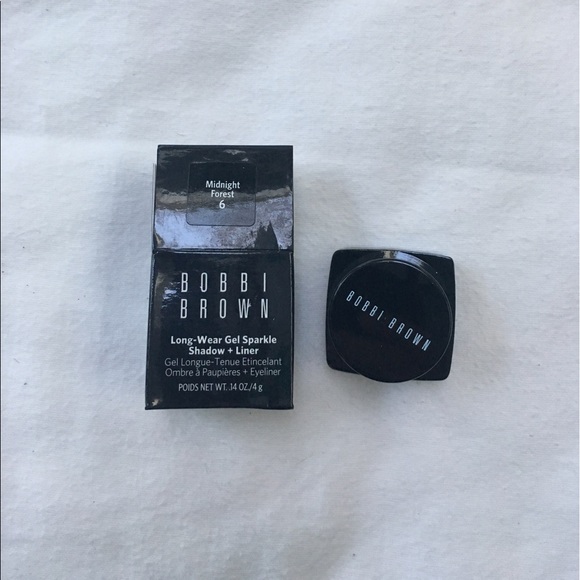 Midnight
Forest
6
BOBBI
BROWN
Long-Wear Gel Sparkle
Shadow + Liner
Gel Longue-Tenue Etincelant
Ombre à Paupières + Eyeliner
POIDS NET WT..14 OZ./4 g
BOBBI BROWN